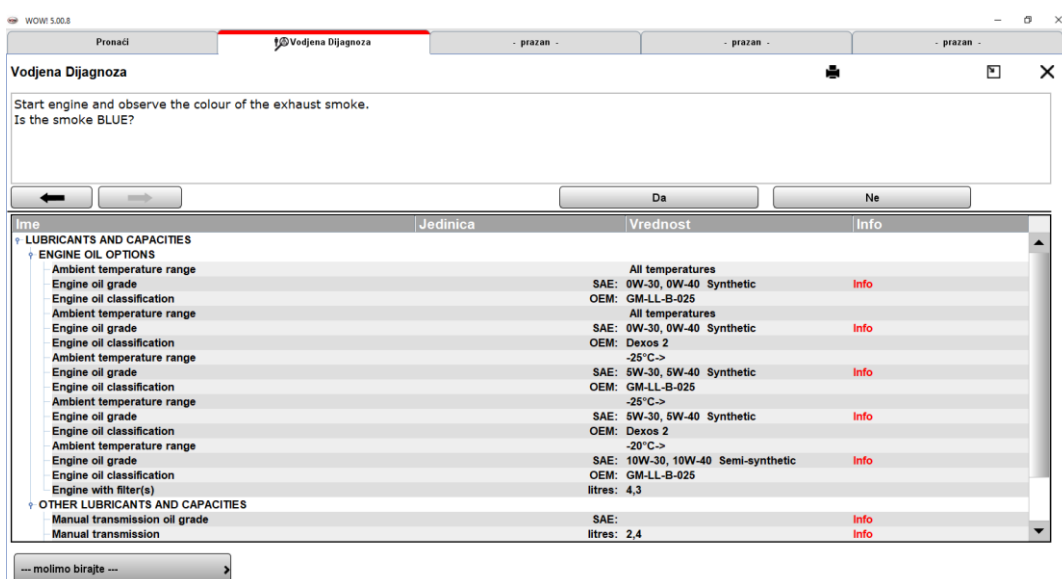 WOW! 5.00.8
Pronaći Vodjena Dijagnoza - prazan - - prazan - - prazan -
Vodjena Dijagnoza
Start engine and observe the colour of the exhaust smoke.
Is the smoke BLUE?
Da Ne
Ime Jedinica Vrednost Info
LUBRICANTS AND CAPACITIES
ENGINE OIL OPTIONS
Ambient temperature range All temperatures
Engine oil grade SAE: 0W-30, 0W-40 Synthetic Info
Engine oil classification OEM: GM-LL-B-025
Ambient temperature range All temperatures
Engine oil grade SAE: 0W-30, 0W-40 Synthetic Info
Engine oil classification OEM: Dexos 2
Ambient temperature range -25°C->
Engine oil grade SAE: 5W-30, 5W-40 Synthetic Info
Engine oil classification OEM: GM-LL-B-025
Ambient temperature range -25°C->
Engine oil grade SAE: 5W-30, 5W-40 Synthetic Info
Engine oil classification OEM: Dexos 2
Ambient temperature range -20°C->
Engine oil grade SAE: 10W-30, 10W-40 Semi-synthetic Info
Engine oil classification OEM: GM-LL-B-025
Engine with filter(s) litres: 4,3
OTHER LUBRICANTS AND CAPACITIES
Manual transmission oil grade SAE: Info
Manual transmission litres: 2,4 Info
--- molimo birajte ---